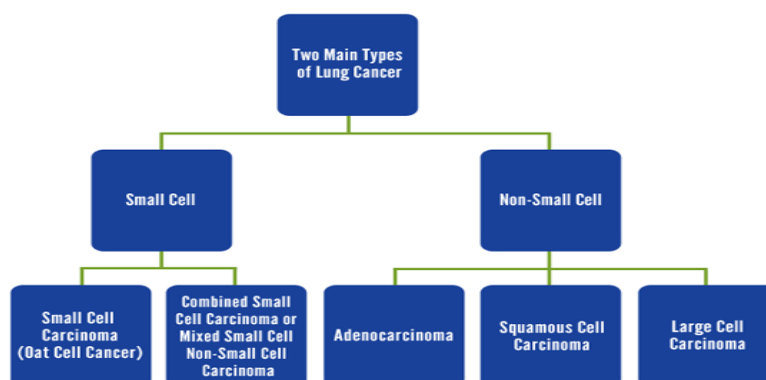 Two Main Types
of Lung Cancer
Small Cell
Non-Small Cell
Small Cell
Carcinoma
(Oat Cell Cancer)
Combined Small
Cell Carcinoma or
Mixed Small Cell
Non-Small Cell
Carcinoma
Adenocarcinoma
Squamous Cell
Carcinoma
Large Cell
Carcinoma